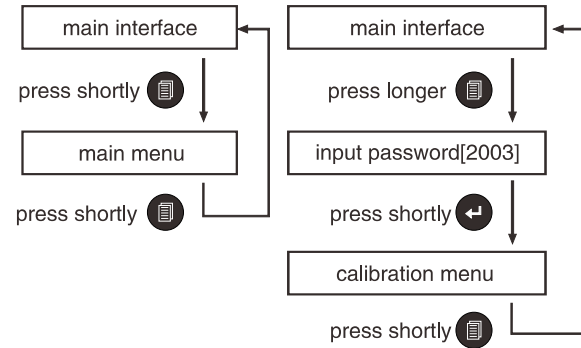 main interface
press shortly
main menu
press shortly
main interface
press longer
input password[2003]
press shortly
calibration menu
press shortly